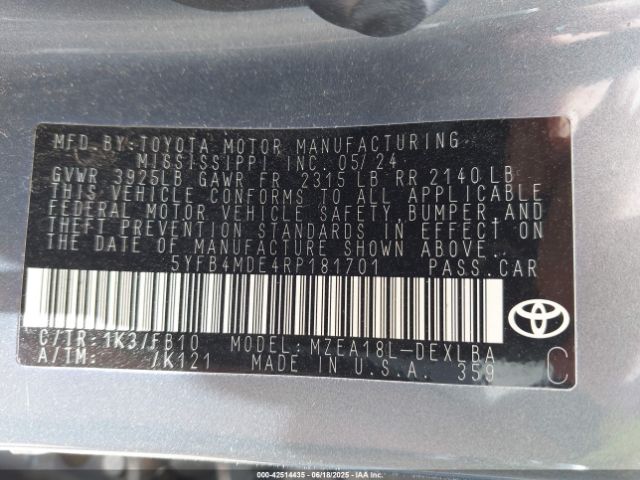 MFD. BY: TOYOTA MOTOR MANUFACTURING
MISSISSIPPI INC. 05/24
GVWR 3925LB GAWR FR 2315 LB RR 2140 LB
THIS VEHICLE CONFORMS TO ALL APPLICABLE
FEDERAL MOTOR VEHICLE SAFETY, BUMPER, AND
THEFT PREVENTION STANDARDS IN EFFECT ON
THE DATE OF MANUFACTURE SHOWN ABOVE.
5YFB4MDE4RP181701 PASS. CAR
C/TR: 1K3/FB10 MODEL: MZEA18L-DEXLBA
A/TM: /K121 MADE IN U.S.A. 359 C
TOYOTA
000-42514435 - 06/18/2025 - IAA Inc.